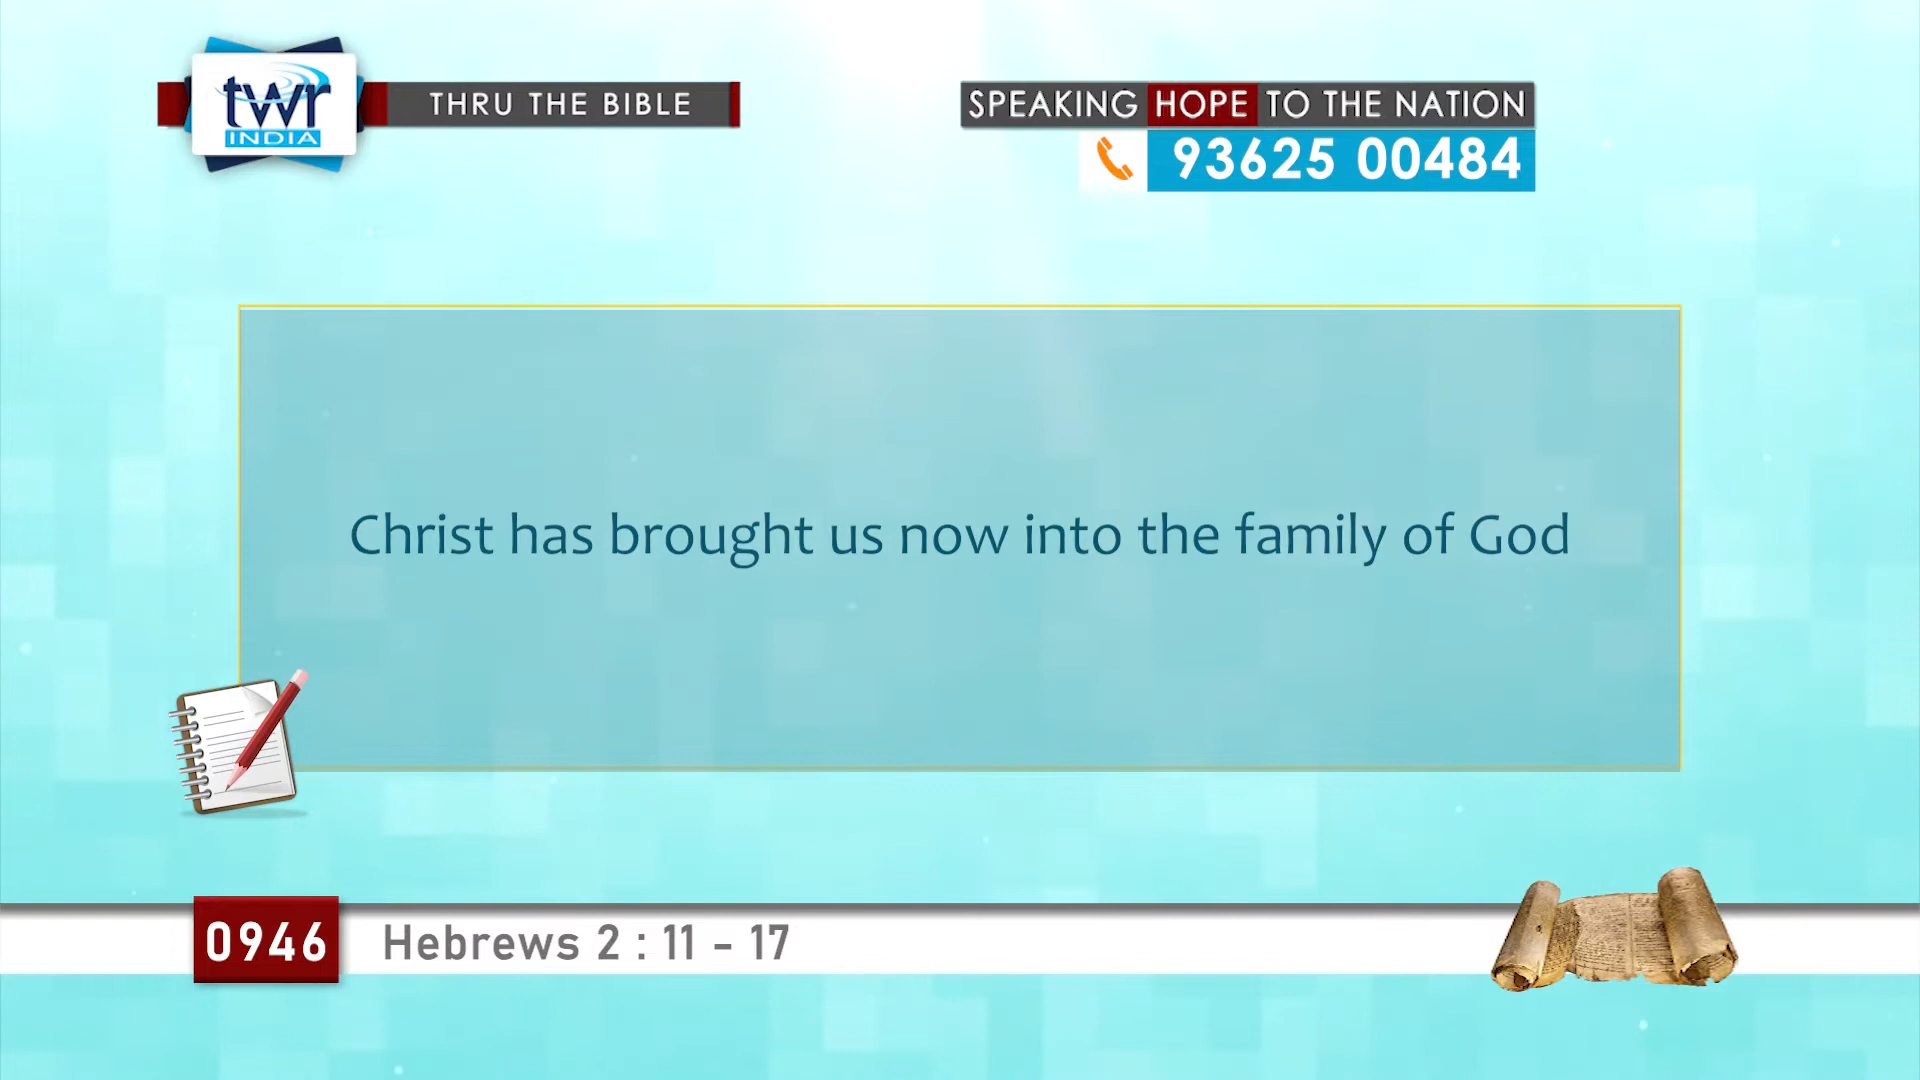 twr
INDIA
THRU THE BIBLE
SPEAKING HOPE TO THE NATION
93625 00484
Christ has brought us now into the family of God
0946
Hebrews 2 : 11 - 17